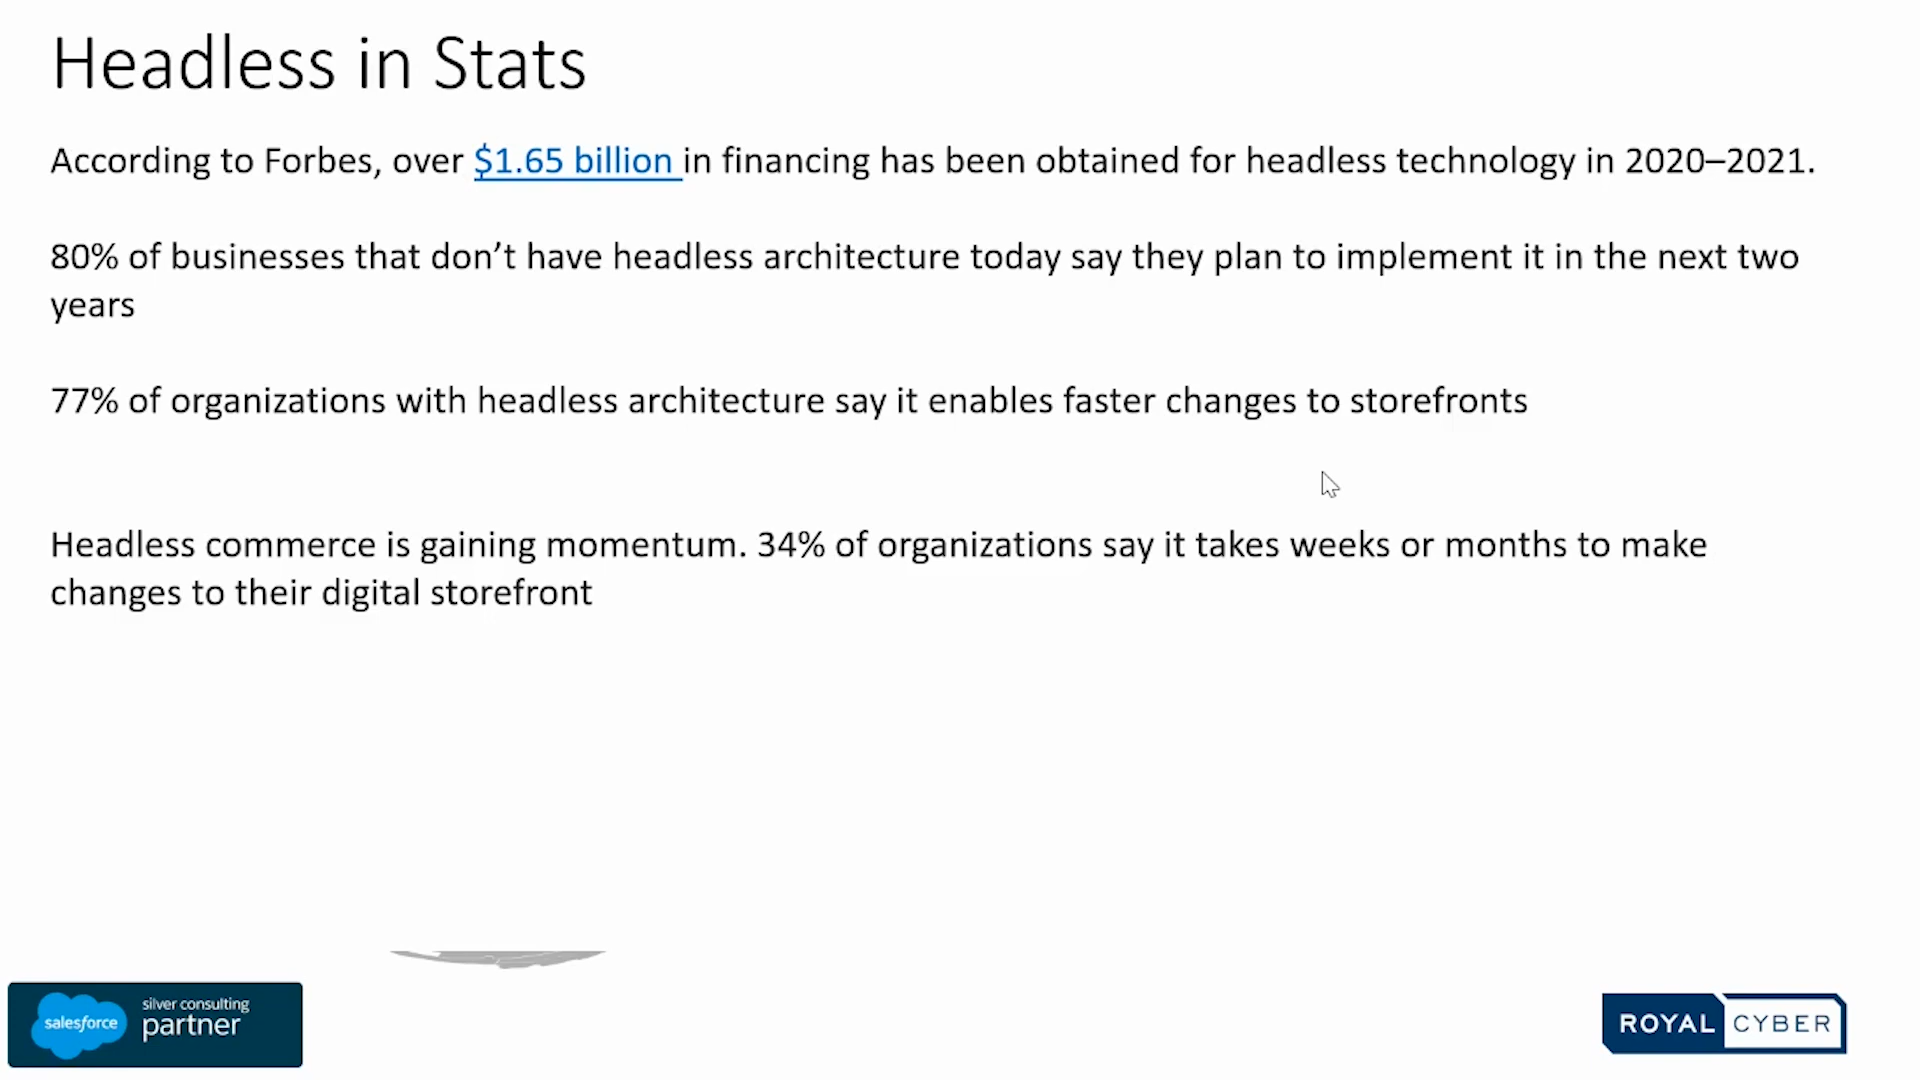 Headless in Stats
According to Forbes, over $1.65 billion in financing has been obtained for headless technology in 2020–2021.
80% of businesses that don’t have headless architecture today say they plan to implement it in the next two
years
77% of organizations with headless architecture say it enables faster changes to storefronts
Headless commerce is gaining momentum. 34% of organizations say it takes weeks or months to make
changes to their digital storefront
salesforce
silver consulting
partner
ROYAL CYBER